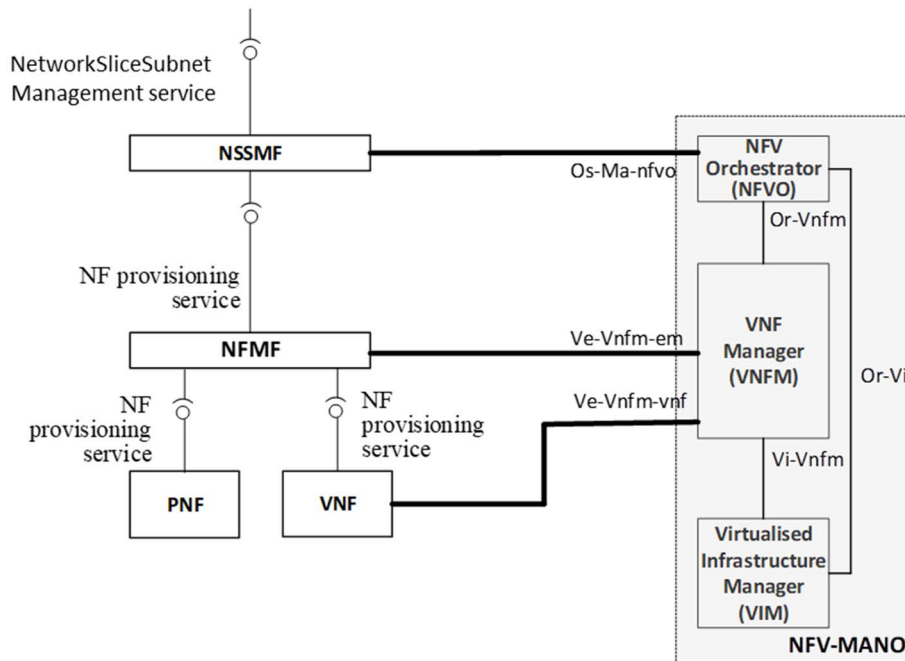 NetworkSliceSubnet
Management service
NSSMF
Os-Ma-nfvo
NFV
Orchestrator
(NFVO)
Or-Vnfm
NF provisioning
service
NFMF
Ve-Vnfm-em
VNF
Manager
(VNFM)
Or-Vi
Ve-Vnfm-vnf
NF
provisioning
service
NF
provisioning
service
Vi-Vnfm
PNF
VNF
Virtualised
Infrastructure
Manager
(VIM)
NFV-MANO